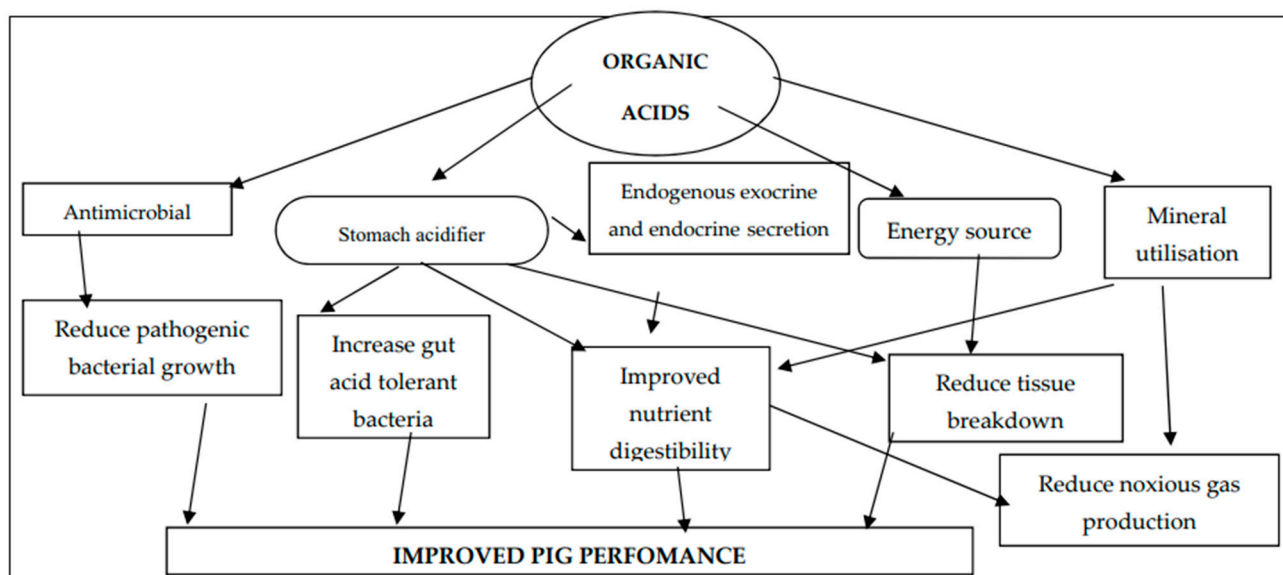 ORGANIC
ACIDS
Antimicrobial
Stomach acidifier
Endogenous exocrine
and endocrine secretion
Energy source
Mineral
utilisation
Reduce pathogenic
bacterial growth
Increase gut
acid tolerant
bacteria
Improved
nutrient
digestibility
Reduce tissue
breakdown
Reduce noxious gas
production
IMPROVED PIG PERFOMANCE